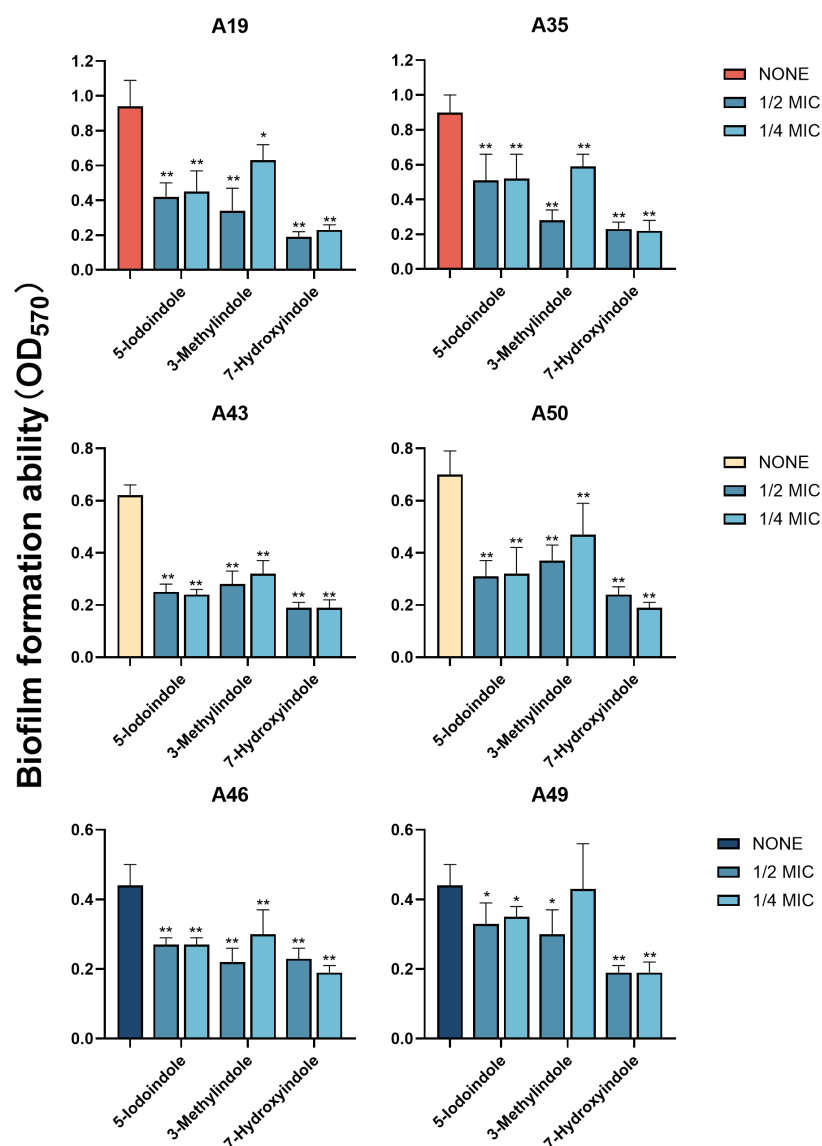 A19
A35
1.2
1.0
0.8
0.6
0.4
0.2
0.0
** ** ** * ** **
5-Iodoindole
3-Methylindole
7-Hydroxyindole
1.2
1.0
0.8
0.6
0.4
0.2
0.0
** ** ** ** ** **
5-Iodoindole
3-Methylindole
7-Hydroxyindole
NONE
1/2 MIC
1/4 MIC
Biofilm formation ability (OD570)
A43
A50
0.8
0.6
0.4
0.2
0.0
** ** ** ** ** **
5-Iodoindole
3-Methylindole
7-Hydroxyindole
0.8
0.6
0.4
0.2
0.0
** ** ** ** ** **
5-Iodoindole
3-Methylindole
7-Hydroxyindole
NONE
1/2 MIC
1/4 MIC
A46
A49
0.6
0.4
0.2
0.0
** ** ** ** ** **
5-Iodoindole
3-Methylindole
7-Hydroxyindole
0.6
0.4
0.2
0.0
* * * ** **
5-Iodoindole
3-Methylindole
7-Hydroxyindole
NONE
1/2 MIC
1/4 MIC